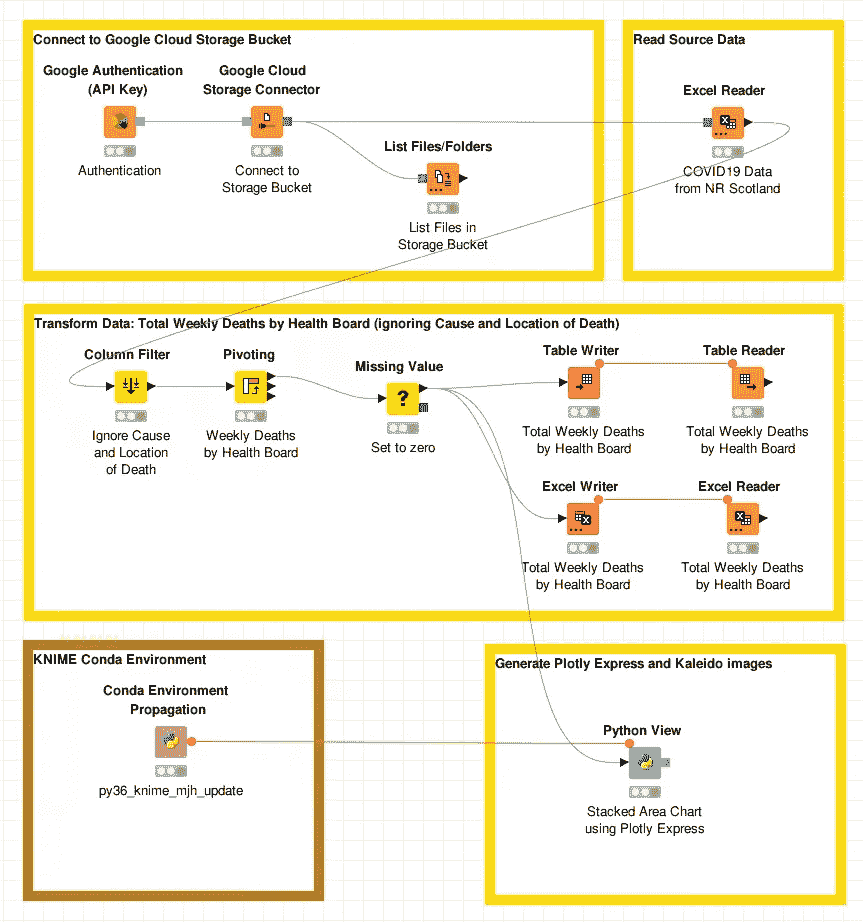 Connect to Google Cloud Storage Bucket
Google Authentication
(API Key)
Authentication
Google Cloud
Storage Connector
Connect to
Storage Bucket
List Files/Folders
List Files in
Storage Bucket
Read Source Data
Excel Reader
COVID19 Data
from NR Scotland
Transform Data: Total Weekly Deaths by Health Board (ignoring Cause and Location of Death)
Column Filter
Ignore Cause
and Location
of Death
Pivoting
Weekly Deaths
by Health Board
Missing Value
?
Set to zero
Table Writer
Total Weekly Deaths
by Health Board
Table Reader
Total Weekly Deaths
by Health Board
Excel Writer
Total Weekly Deaths
by Health Board
Excel Reader
Total Weekly Deaths
by Health Board
KNIME Conda Environment
Conda Environment
Propagation
py36_knime_mjh_update
Generate Plotly Express and Kaleido images
Python View
Stacked Area Chart
using Plotly Express